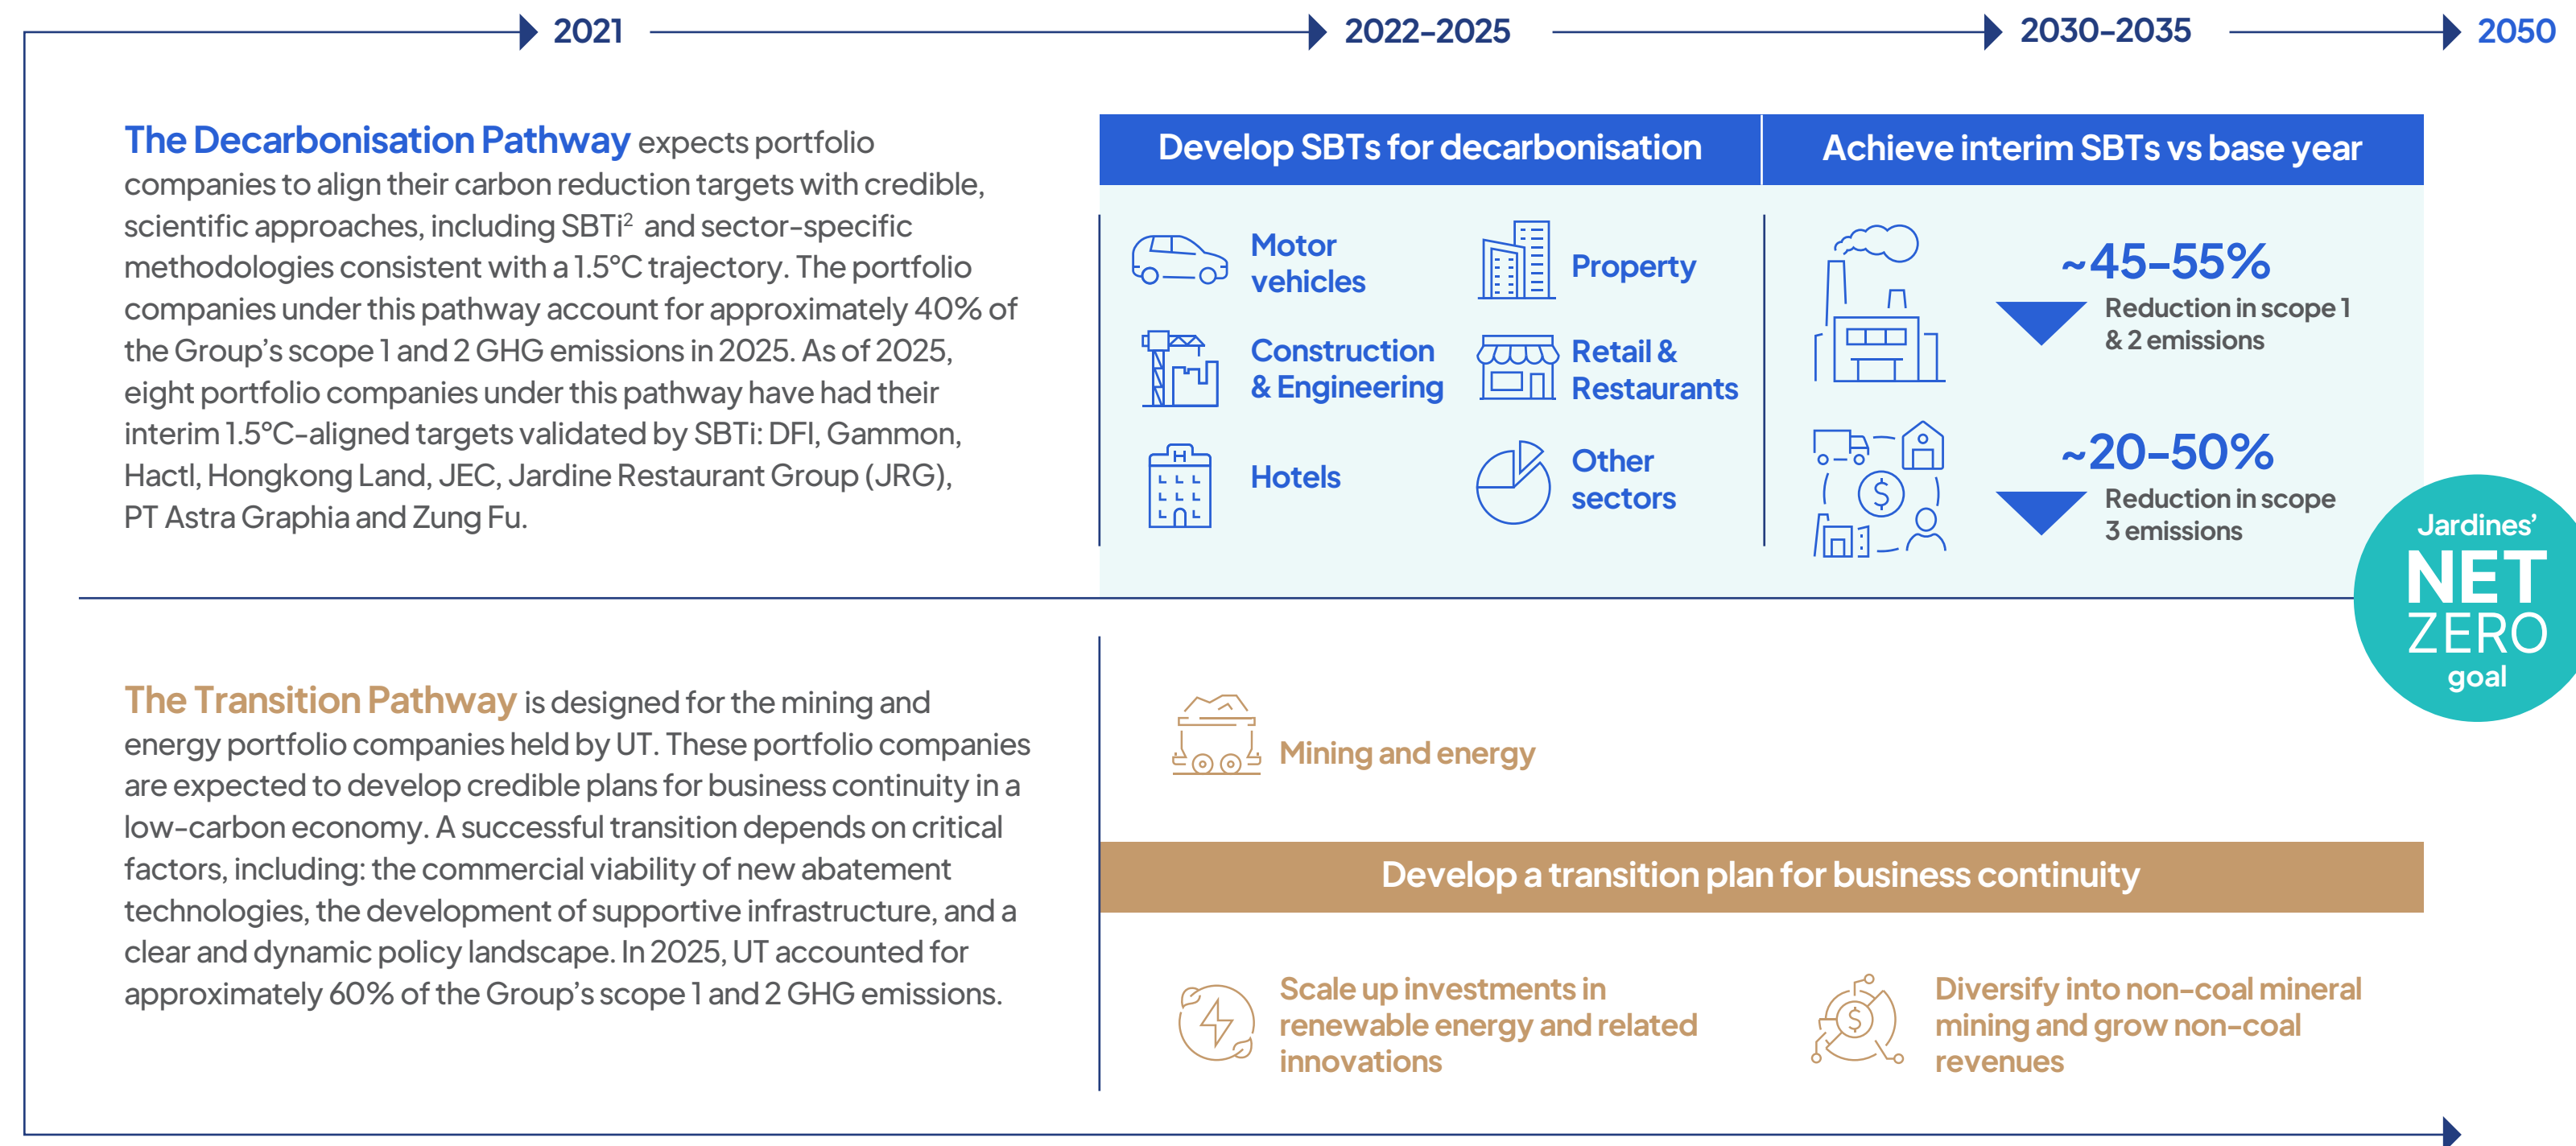 2021
2022–2025
2030–2035
2050
The Decarbonisation Pathway expects portfolio
companies to align their carbon reduction targets with credible,
scientific approaches, including SBTi² and sector-specific
methodologies consistent with a 1.5°C trajectory. The portfolio
companies under this pathway account for approximately 40% of
the Group’s scope 1 and 2 GHG emissions in 2025. As of 2025,
eight portfolio companies under this pathway have had their
interim 1.5°C-aligned targets validated by SBTi: DFI, Gammon,
Hactl, Hongkong Land, JEC, Jardine Restaurant Group (JRG),
PT Astra Graphia and Zung Fu.
Develop SBTs for decarbonisation
Motor
vehicles
Property
Construction
& Engineering
Retail &
Restaurants
H
Hotels
Other
sectors
Achieve interim SBTs vs base year
~45–55%
Reduction in scope 1
& 2 emissions
$
~20–50%
Reduction in scope
3 emissions
Jardines’
NET
ZERO
goal
The Transition Pathway is designed for the mining and
energy portfolio companies held by UT. These portfolio companies
are expected to develop credible plans for business continuity in a
low-carbon economy. A successful transition depends on critical
factors, including: the commercial viability of new abatement
technologies, the development of supportive infrastructure, and a
clear and dynamic policy landscape. In 2025, UT accounted for
approximately 60% of the Group’s scope 1 and 2 GHG emissions.
Mining and energy
Develop a transition plan for business continuity
Scale up investments in
renewable energy and related
innovations
$
Diversify into non-coal mineral
mining and grow non-coal
revenues